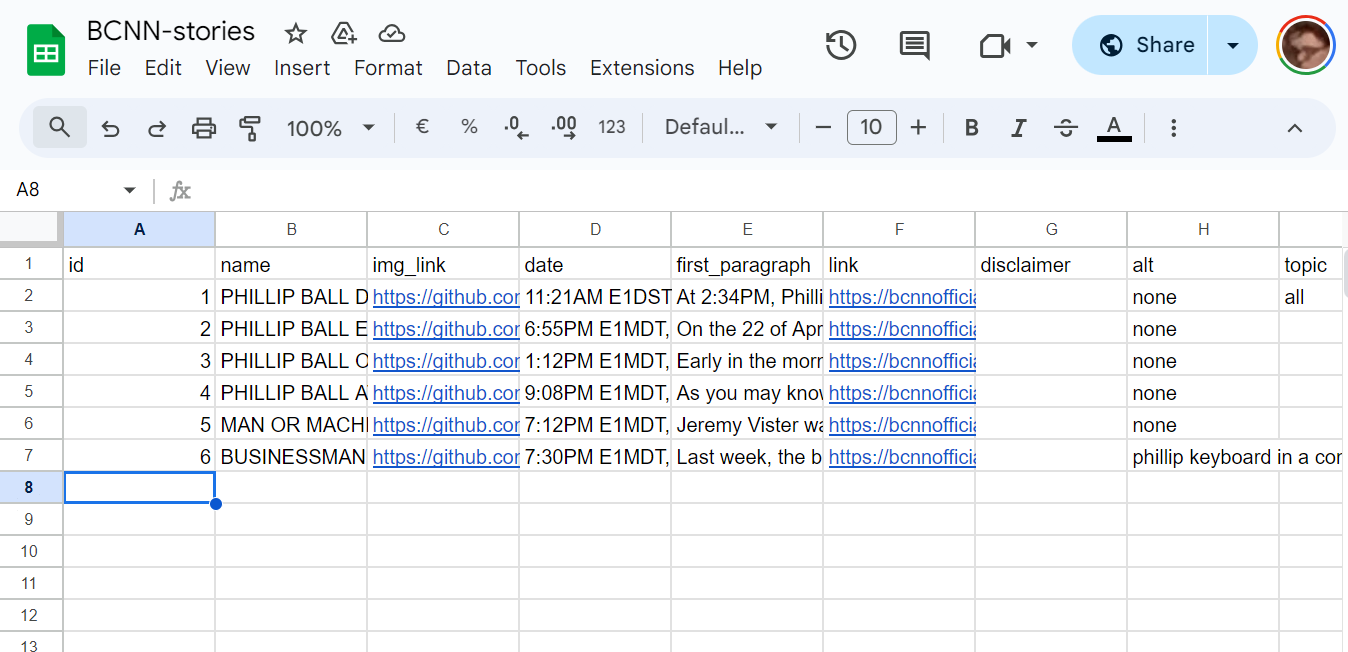 BCNN-stories
File Edit View Insert Format Data Tools Extensions Help
Share
100% € % .0 .00 123 Defaul... 10 B I S A
A8 fx
A B C D E F G H
1 id name img_link date first_paragraph link disclaimer alt topic
2 1 PHILLIP BALL D https://github.cor 11:21AM E1DST At 2:34PM, Philli https://bcnnofficia none all
3 2 PHILLIP BALL E https://github.cor 6:55PM E1MDT, On the 22 of Apr https://bcnnofficia none
4 3 PHILLIP BALL C https://github.cor 1:12PM E1MDT, Early in the morr https://bcnnofficia none
5 4 PHILLIP BALL A https://github.cor 9:08PM E1MDT, As you may know https://bcnnofficia none
6 5 MAN OR MACHI https://github.cor 7:12PM E1MDT, Jeremy Vister wa https://bcnnofficia none
7 6 BUSINESSMAN https://github.cor 7:30PM E1MDT, Last week, the b https://bcnnofficia phillip keyboard in a cor
8
9
10
11
12
13